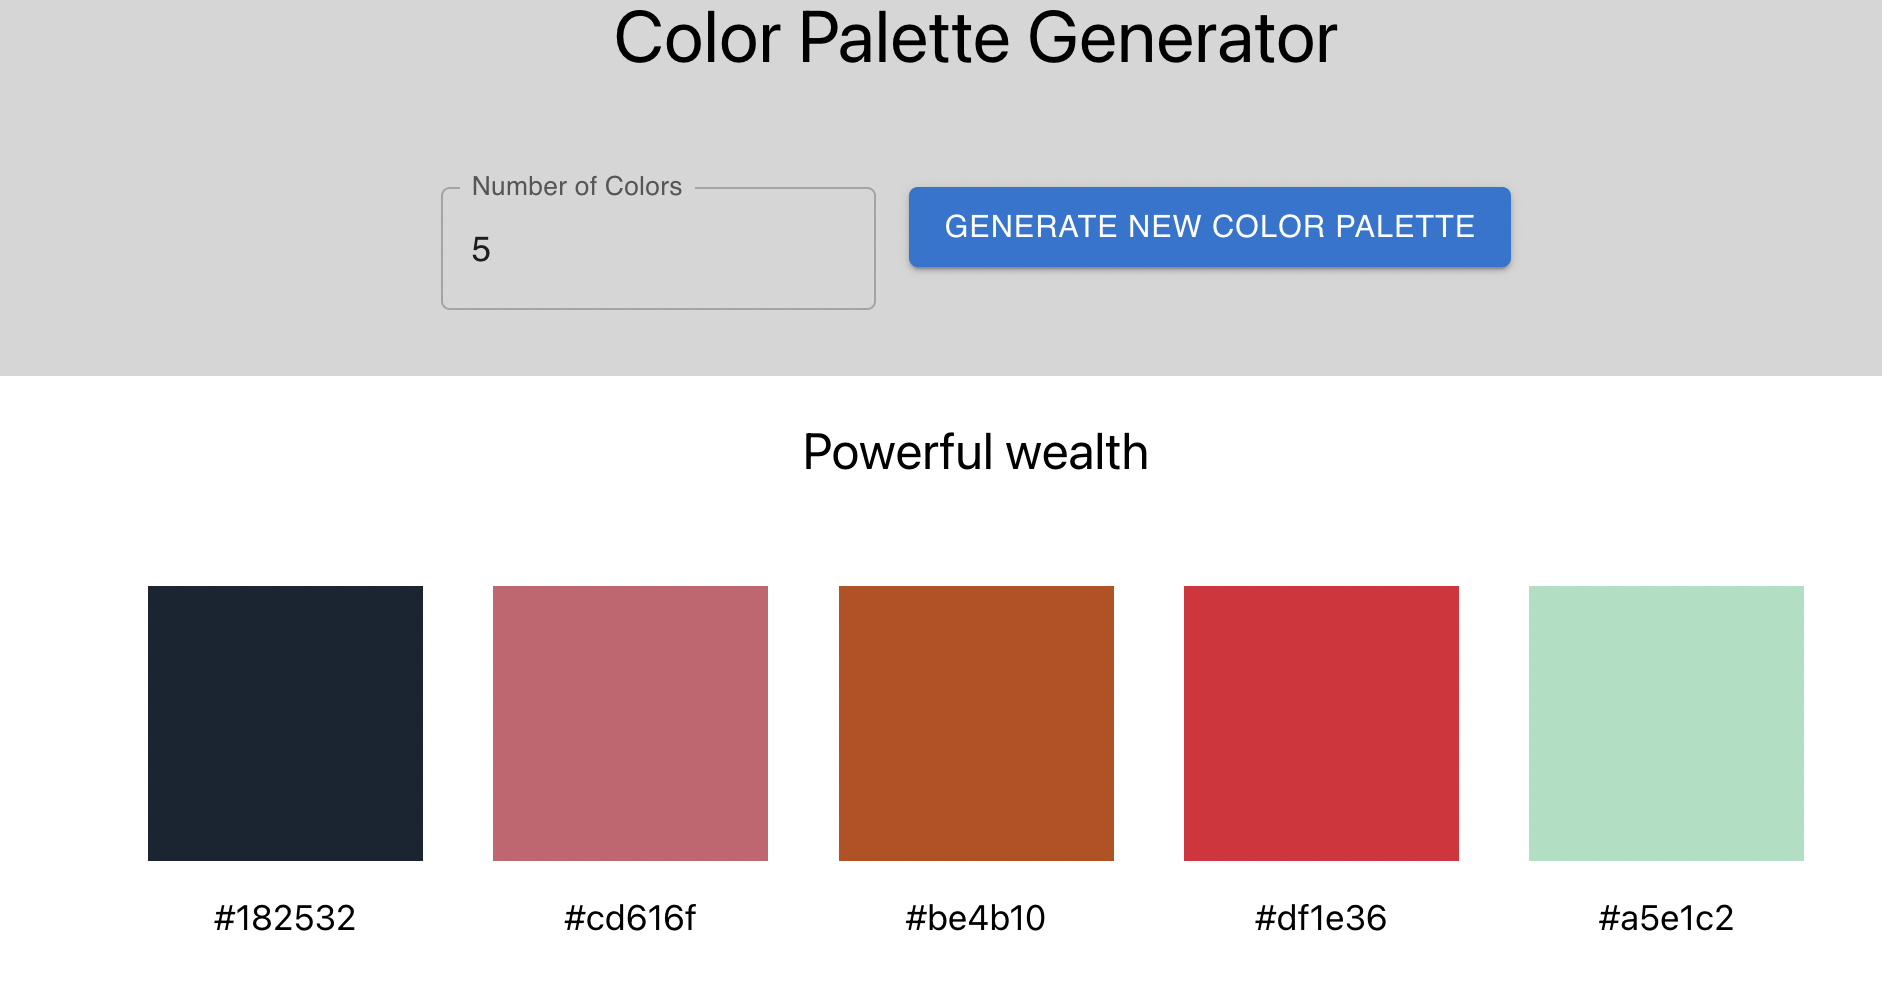 Color Palette Generator
Number of Colors
5
GENERATE NEW COLOR PALETTE
Powerful wealth
#182532
#cd616f
#be4b10
#df1e36
#a5e1c2